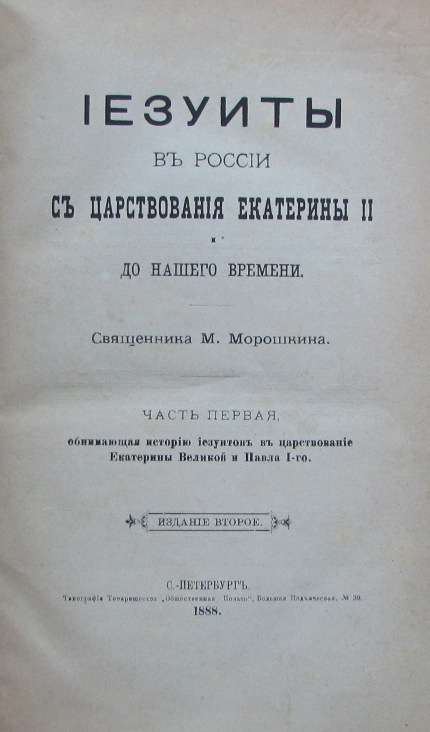 ІЕЗУИТЫ
ВЪ РОССІИ
СЪ ЦАРСТВОВАНІЯ ЕКАТЕРИНЫ II
и
ДО НАШЕГО ВРЕМЕНИ.
Священника М. Морошкина.
ЧАСТЬ ПЕРВАЯ,
обнимающая исторію іезуитовъ въ царствованіе
Екатерины Великой и Павла I-го.
ИЗДАНІЕ ВТОРОЕ.
С.-ПЕТЕРБУРГЪ.
Типографія Товарищества „Общественная Польза“, Большая Подъяческая, № 39.
1888.